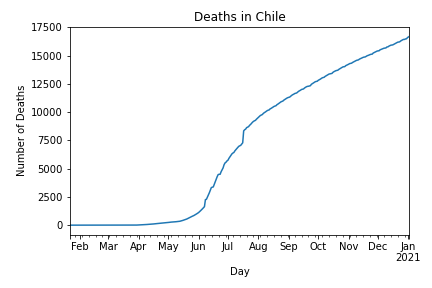 Deaths in Chile
17500
15000
12500
10000
7500
5000
2500
0
Number of Deaths
Feb Mar Apr May Jun Jul Aug Sep Oct Nov Dec Jan
2021
Day